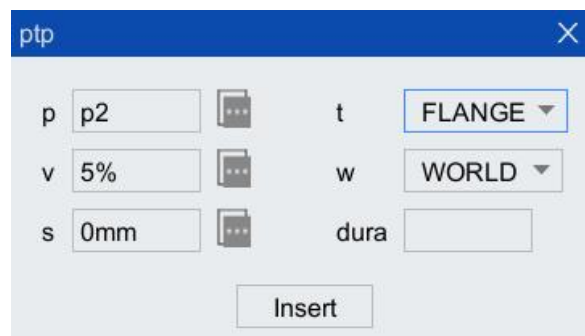 ptp
p p2 t FLANGE
v 5% w WORLD
s 0mm dura
Insert